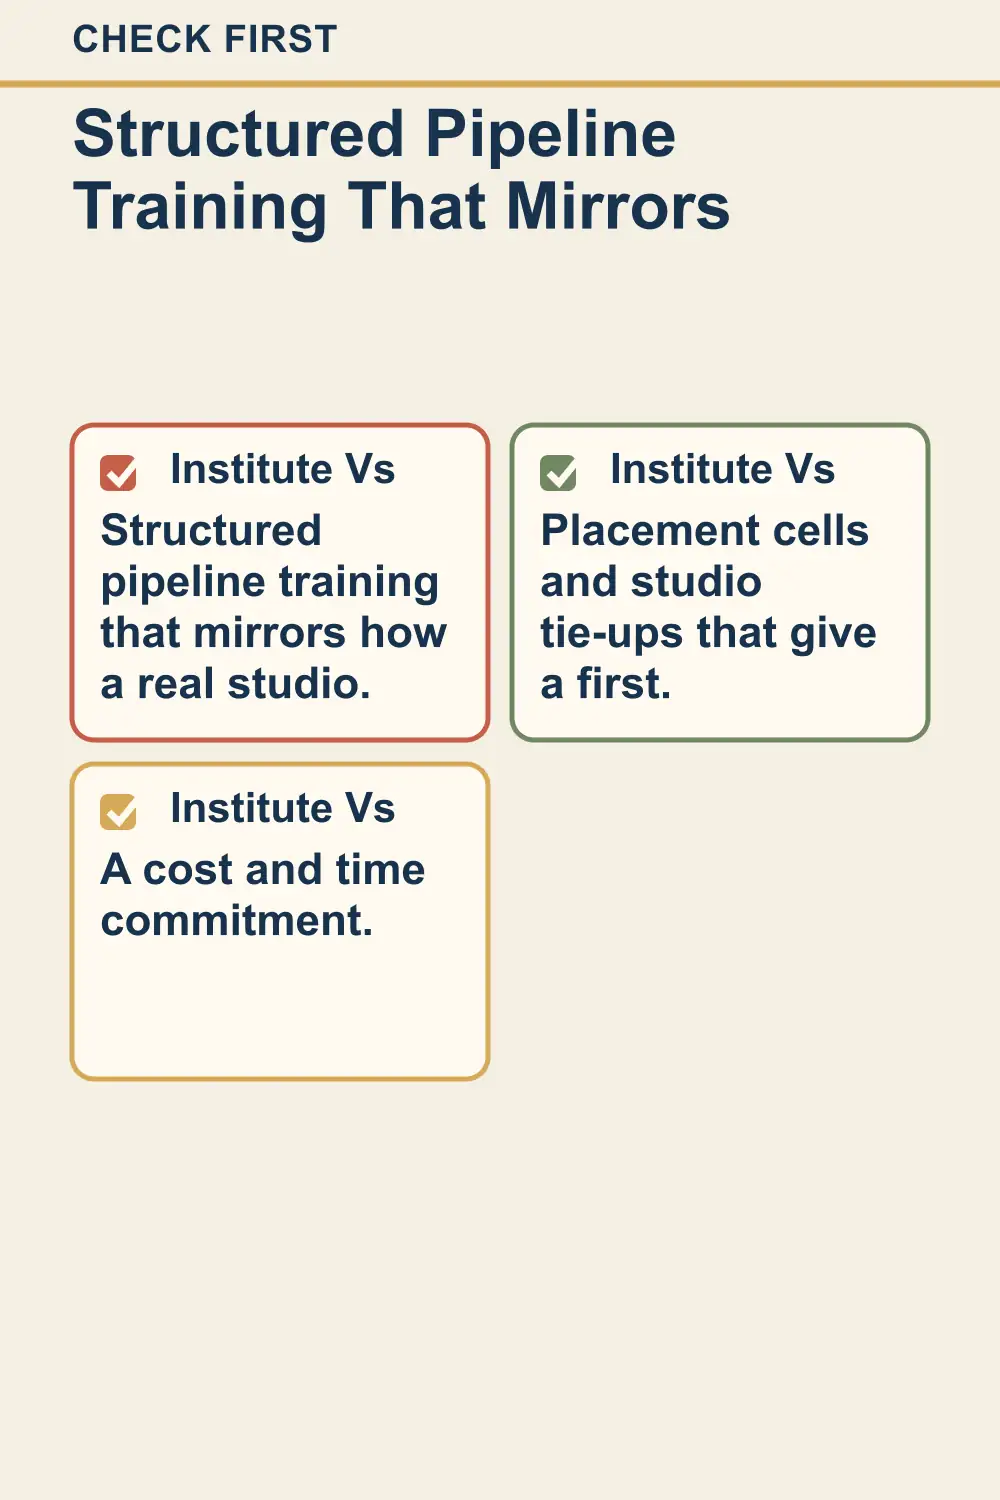 CHECK FIRST
Structured Pipeline
Training That Mirrors
Institute Vs
Structured
pipeline training
that mirrors how
a real studio.
Institute Vs
Placement cells
and studio
tie-ups that give
a first.
Institute Vs
A cost and time
commitment.